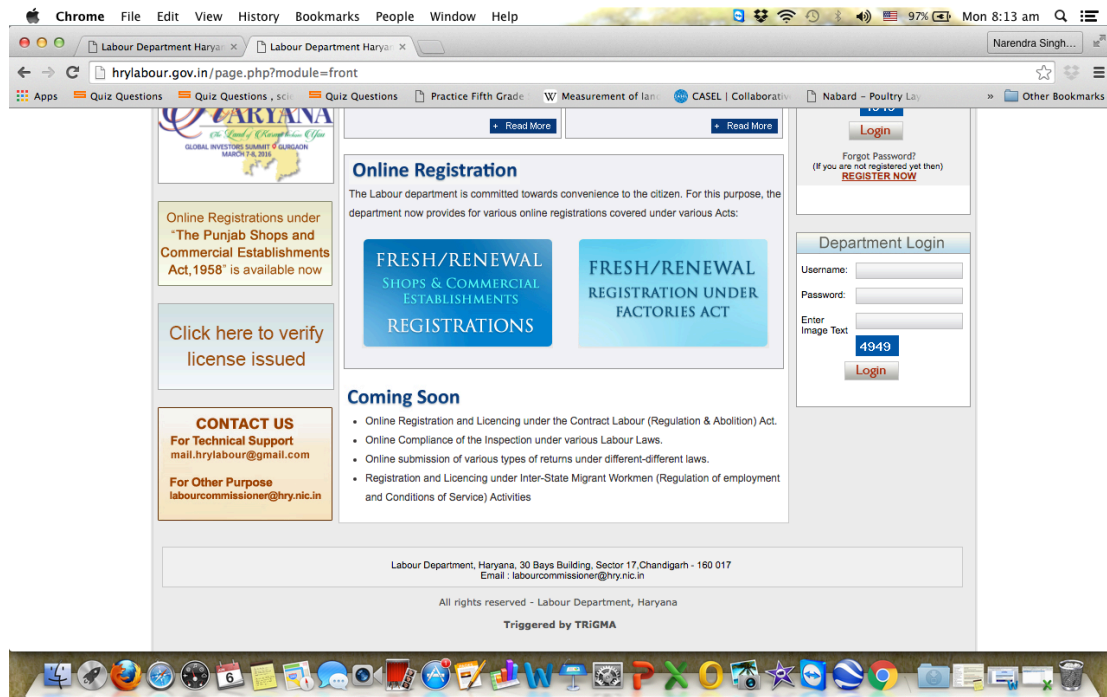 Chrome File Edit View History Bookmarks People Window Help
97% Mon 8:13 am
Labour Department Haryan × Labour Department Haryan × Narendra Singh...
hrylabour.gov.in/page.php?module=front
Apps Quiz Questions Quiz Questions , sci Quiz Questions Practice Fifth Grade W Measurement of lan CASEL | Collaborativ Nabard – Poultry Lay » Other Bookmarks
HARYANA
GLOBAL INVESTORS SUMMIT GURGAON
MARCH 7-8, 2016
+ Read More
+ Read More
Online Registrations under
“The Punjab Shops and
Commercial Establishments
Act,1958” is available now
Click here to verify
license issued
CONTACT US
For Technical Support
mail.hrylabour@gmail.com
For Other Purpose
labourcommissioner@hry.nic.in
Online Registration
The Labour department is committed towards convenience to the citizen. For this purpose, the
department now provides for various online registrations covered under various Acts:
FRESH/RENEWAL
SHOPS & COMMERCIAL
ESTABLISHMENTS
REGISTRATIONS
FRESH/RENEWAL
REGISTRATION UNDER
FACTORIES ACT
Coming Soon
• Online Registration and Licencing under the Contract Labour (Regulation & Abolition) Act.
• Online Compliance of the Inspection under various Labour Laws.
• Online submission of various types of returns under different-different laws.
• Registration and Licencing under Inter-State Migrant Workmen (Regulation of employment
and Conditions of Service) Activities
Login
Forgot Password?
(If you are not registered yet then)
REGISTER NOW
Department Login
Username:
Password:
Enter
Image Text
4949
Login
Labour Department, Haryana, 30 Bays Building, Sector 17,Chandigarh - 160 017
Email : labourcommissioner@hry.nic.in
All rights reserved - Labour Department, Haryana
Triggered by TRiGMA
6